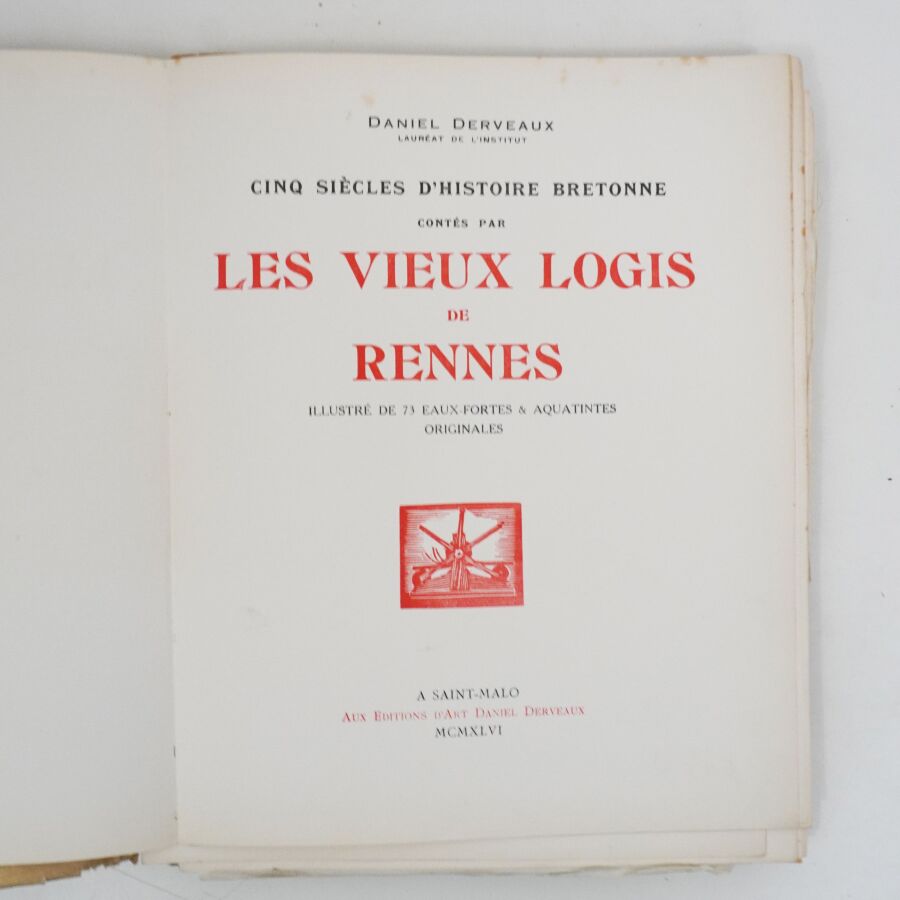 DANIEL DERVEAUX
LAURÉAT DE L'INSTITUT
CINQ SIÈCLES D'HISTOIRE BRETONNE
CONTÉS PAR
LES VIEUX LOGIS
DE
RENNES
ILLUSTRÉ DE 73 EAUX-FORTES & AQUATINTES
ORIGINALES
A SAINT-MALO
AUX EDITIONS D'ART DANIEL DERVEAUX
MCMXLVI